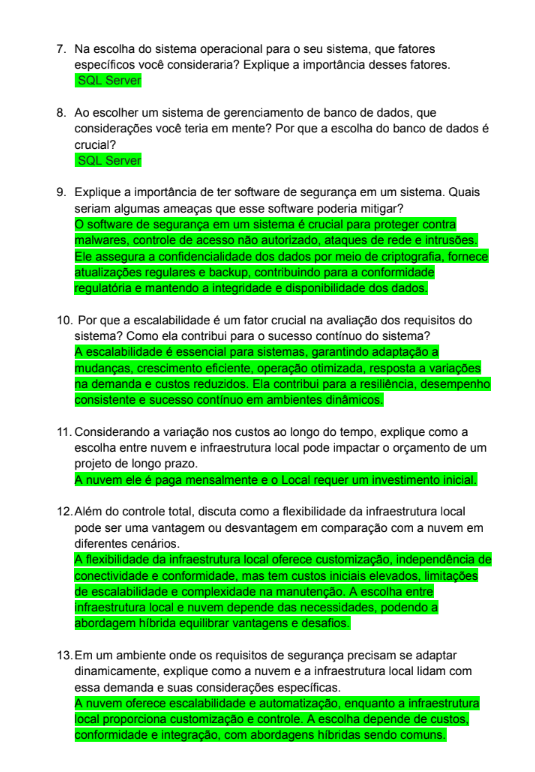 7. Na escolha do sistema operacional para o seu sistema, que fatores
específicos você consideraria? Explique a importância desses fatores.
SQL Server
8. Ao escolher um sistema de gerenciamento de banco de dados, que
considerações você teria em mente? Por que a escolha do banco de dados é
crucial?
SQL Server
9. Explique a importância de ter software de segurança em um sistema. Quais
seriam algumas ameaças que esse software poderia mitigar?
O software de segurança em um sistema é crucial para proteger contra
malwares, controle de acesso não autorizado, ataques de rede e intrusões.
Ele assegura a confidencialidade dos dados por meio de criptografia, fornece
atualizações regulares e backup, contribuindo para a conformidade
regulatória e mantendo a integridade e disponibilidade dos dados.
10. Por que a escalabilidade é um fator crucial na avaliação dos requisitos do
sistema? Como ela contribui para o sucesso contínuo do sistema?
A escalabilidade é essencial para sistemas, garantindo adaptação a
mudanças, crescimento eficiente, operação otimizada, resposta a variações
na demanda e custos reduzidos. Ela contribui para a resiliência, desempenho
consistente e sucesso contínuo em ambientes dinâmicos.
11. Considerando a variação nos custos ao longo do tempo, explique como a
escolha entre nuvem e infraestrutura local pode impactar o orçamento de um
projeto de longo prazo.
A nuvem ele é paga mensalmente e o Local requer um investimento inicial.
12. Além do controle total, discuta como a flexibilidade da infraestrutura local
pode ser uma vantagem ou desvantagem em comparação com a nuvem em
diferentes cenários.
A flexibilidade da infraestrutura local oferece customização, independência de
conectividade e conformidade, mas tem custos iniciais elevados, limitações
de escalabilidade e complexidade na manutenção. A escolha entre
infraestrutura local e nuvem depende das necessidades, podendo a
abordagem híbrida equilibrar vantagens e desafios.
13. Em um ambiente onde os requisitos de segurança precisam se adaptar
dinamicamente, explique como a nuvem e a infraestrutura local lidam com
essa demanda e suas considerações específicas.
A nuvem oferece escalabilidade e automatização, enquanto a infraestrutura
local proporciona customização e controle. A escolha depende de custos,
conformidade e integração, com abordagens híbridas sendo comuns.